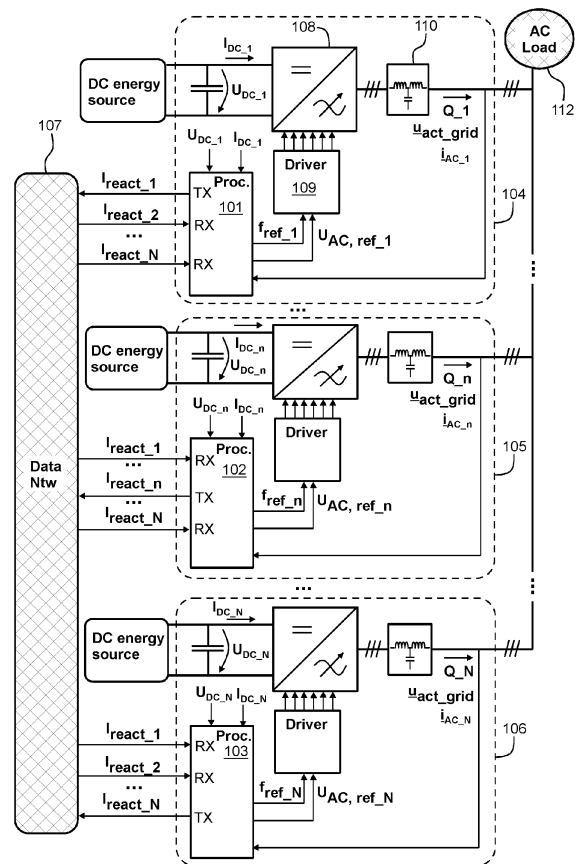 AC
Load
112
108
110
I_DC_1
DC energy
source
U_DC_1
Q_1
u_act_grid
i_AC_1
107
U_DC_1 I_DC_1
Driver
109
Proc.
101
104
I_react_1
TX
I_react_2
RX
...
f_ref_1
I_react_N
RX
U_AC, ref_1
...
...
DC energy
source
I_DC_n
U_DC_n
Q_n
u_act_grid
i_AC_n
U_DC_n I_DC_n
Driver
Proc.
102
105
Data
Ntw
I_react_1
RX
...
I_react_n
TX
...
f_ref_n
I_react_N
RX
U_AC, ref_n
...
...
I_DC_N
DC energy
source
U_DC_N
Q_N
u_act_grid
i_AC_N
U_DC_N I_DC_N
Driver
Proc.
103
106
I_react_1
RX
I_react_2
RX
...
f_ref_N
I_react_N
TX
U_AC, ref_N